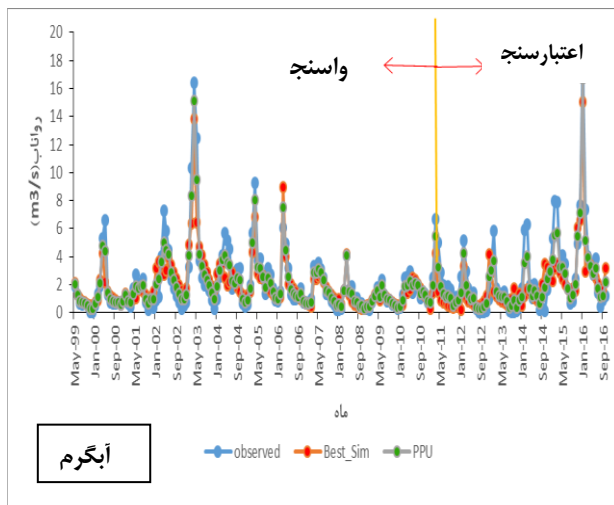 20
18
16
14
12
10
8
6
4
2
0
رواناب(m3/s)
واسنج
اعتبارسنج
May-99
Jan-00
Sep-00
May-01
Jan-02
Sep-02
May-03
Jan-04
Sep-04
May-05
Jan-06
Sep-06
May-07
Jan-08
Sep-08
May-09
Jan-10
Sep-10
May-11
Jan-12
Sep-12
May-13
Jan-14
Sep-14
May-15
Jan-16
Sep-16
ماه
آبگرم
observed
Best_Sim
PPU